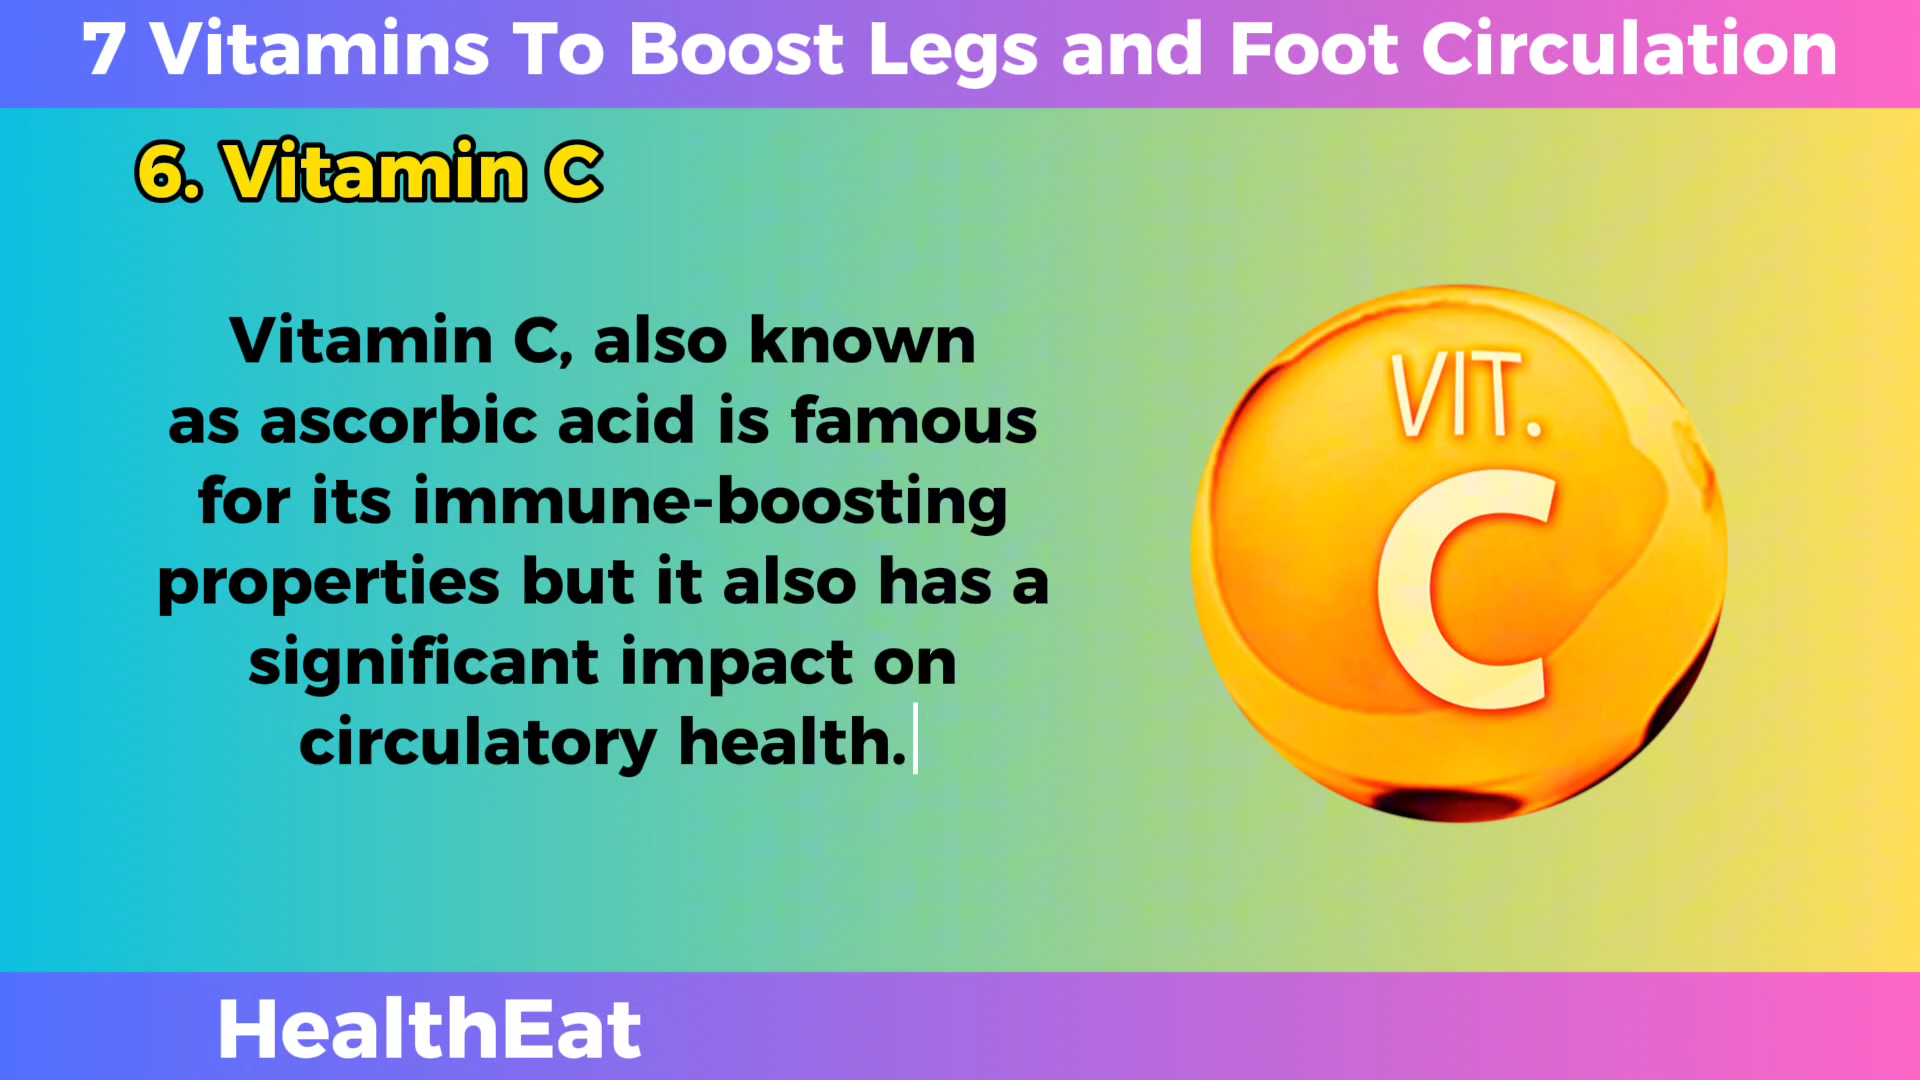 7 Vitamins To Boost Legs and Foot Circulation
6. Vitamin C
Vitamin C, also known
as ascorbic acid is famous
for its immune-boosting
properties but it also has a
significant impact on
circulatory health.
VIT.
C
HealthEat